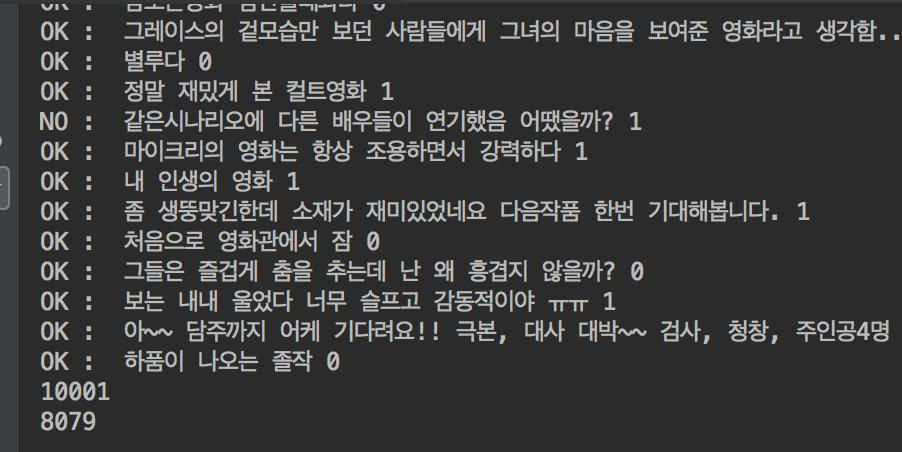 OK : 그레이스의 겉모습만 보던 사람들에게 그녀의 마음을 보여준 영화라고 생각함..
OK : 별루다 0
OK : 정말 재밌게 본 컬트영화 1
NO : 같은시나리오에 다른 배우들이 연기했음 어땠을까? 1
OK : 마이크리의 영화는 항상 조용하면서 강력하다 1
OK : 내 인생의 영화 1
OK : 좀 생뚱맞긴한데 소재가 재미있었네요 다음작품 한번 기대해봅니다. 1
OK : 처음으로 영화관에서 잠 0
OK : 그들은 즐겁게 춤을 추는데 난 왜 흥겹지 않을까? 0
OK : 보는 내내 울었다 너무 슬프고 감동적이야 ㅠㅠ 1
OK : 아~~ 담주까지 어케 기다려요!! 극본, 대사 대박~~ 검사, 청창, 주인공4명
OK : 하품이 나오는 졸작 0
10001
8079